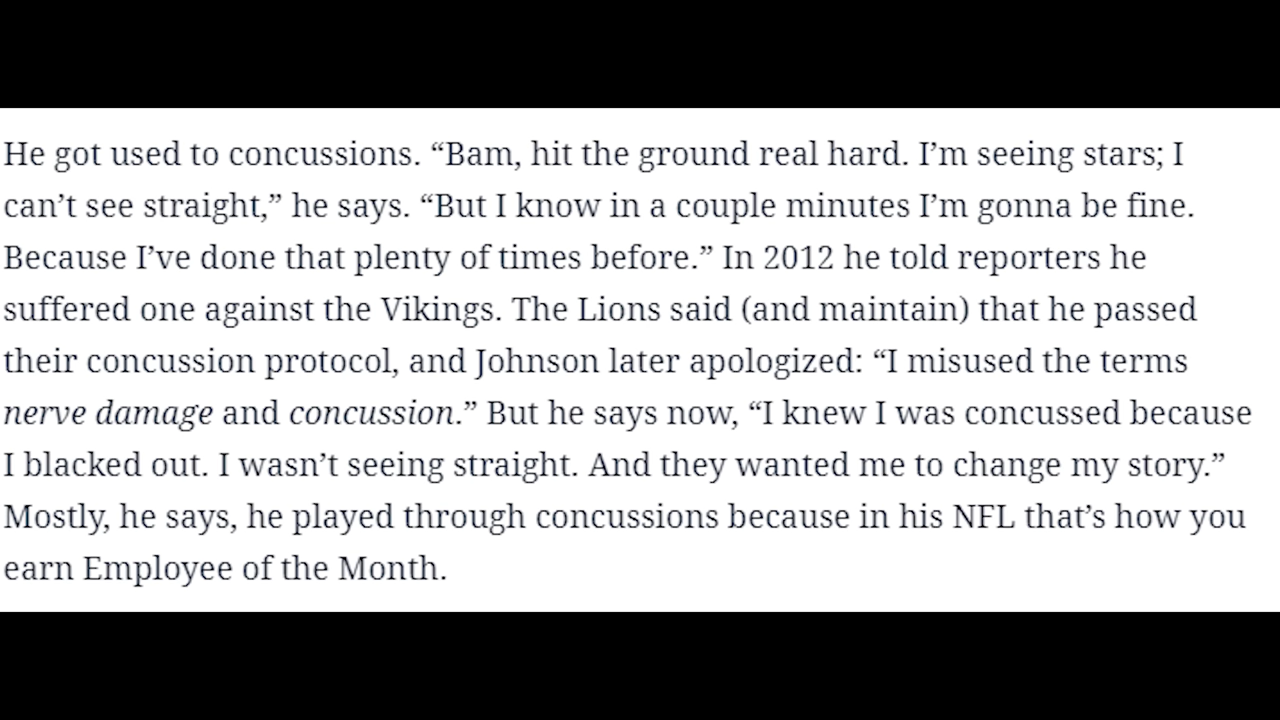 He got used to concussions. “Bam, hit the ground real hard. I’m seeing stars; I
can’t see straight,” he says. “But I know in a couple minutes I’m gonna be fine.
Because I’ve done that plenty of times before.” In 2012 he told reporters he
suffered one against the Vikings. The Lions said (and maintain) that he passed
their concussion protocol, and Johnson later apologized: “I misused the terms
nerve damage and concussion.” But he says now, “I knew I was concussed because
I blacked out. I wasn’t seeing straight. And they wanted me to change my story.”
Mostly, he says, he played through concussions because in his NFL that’s how you
earn Employee of the Month.